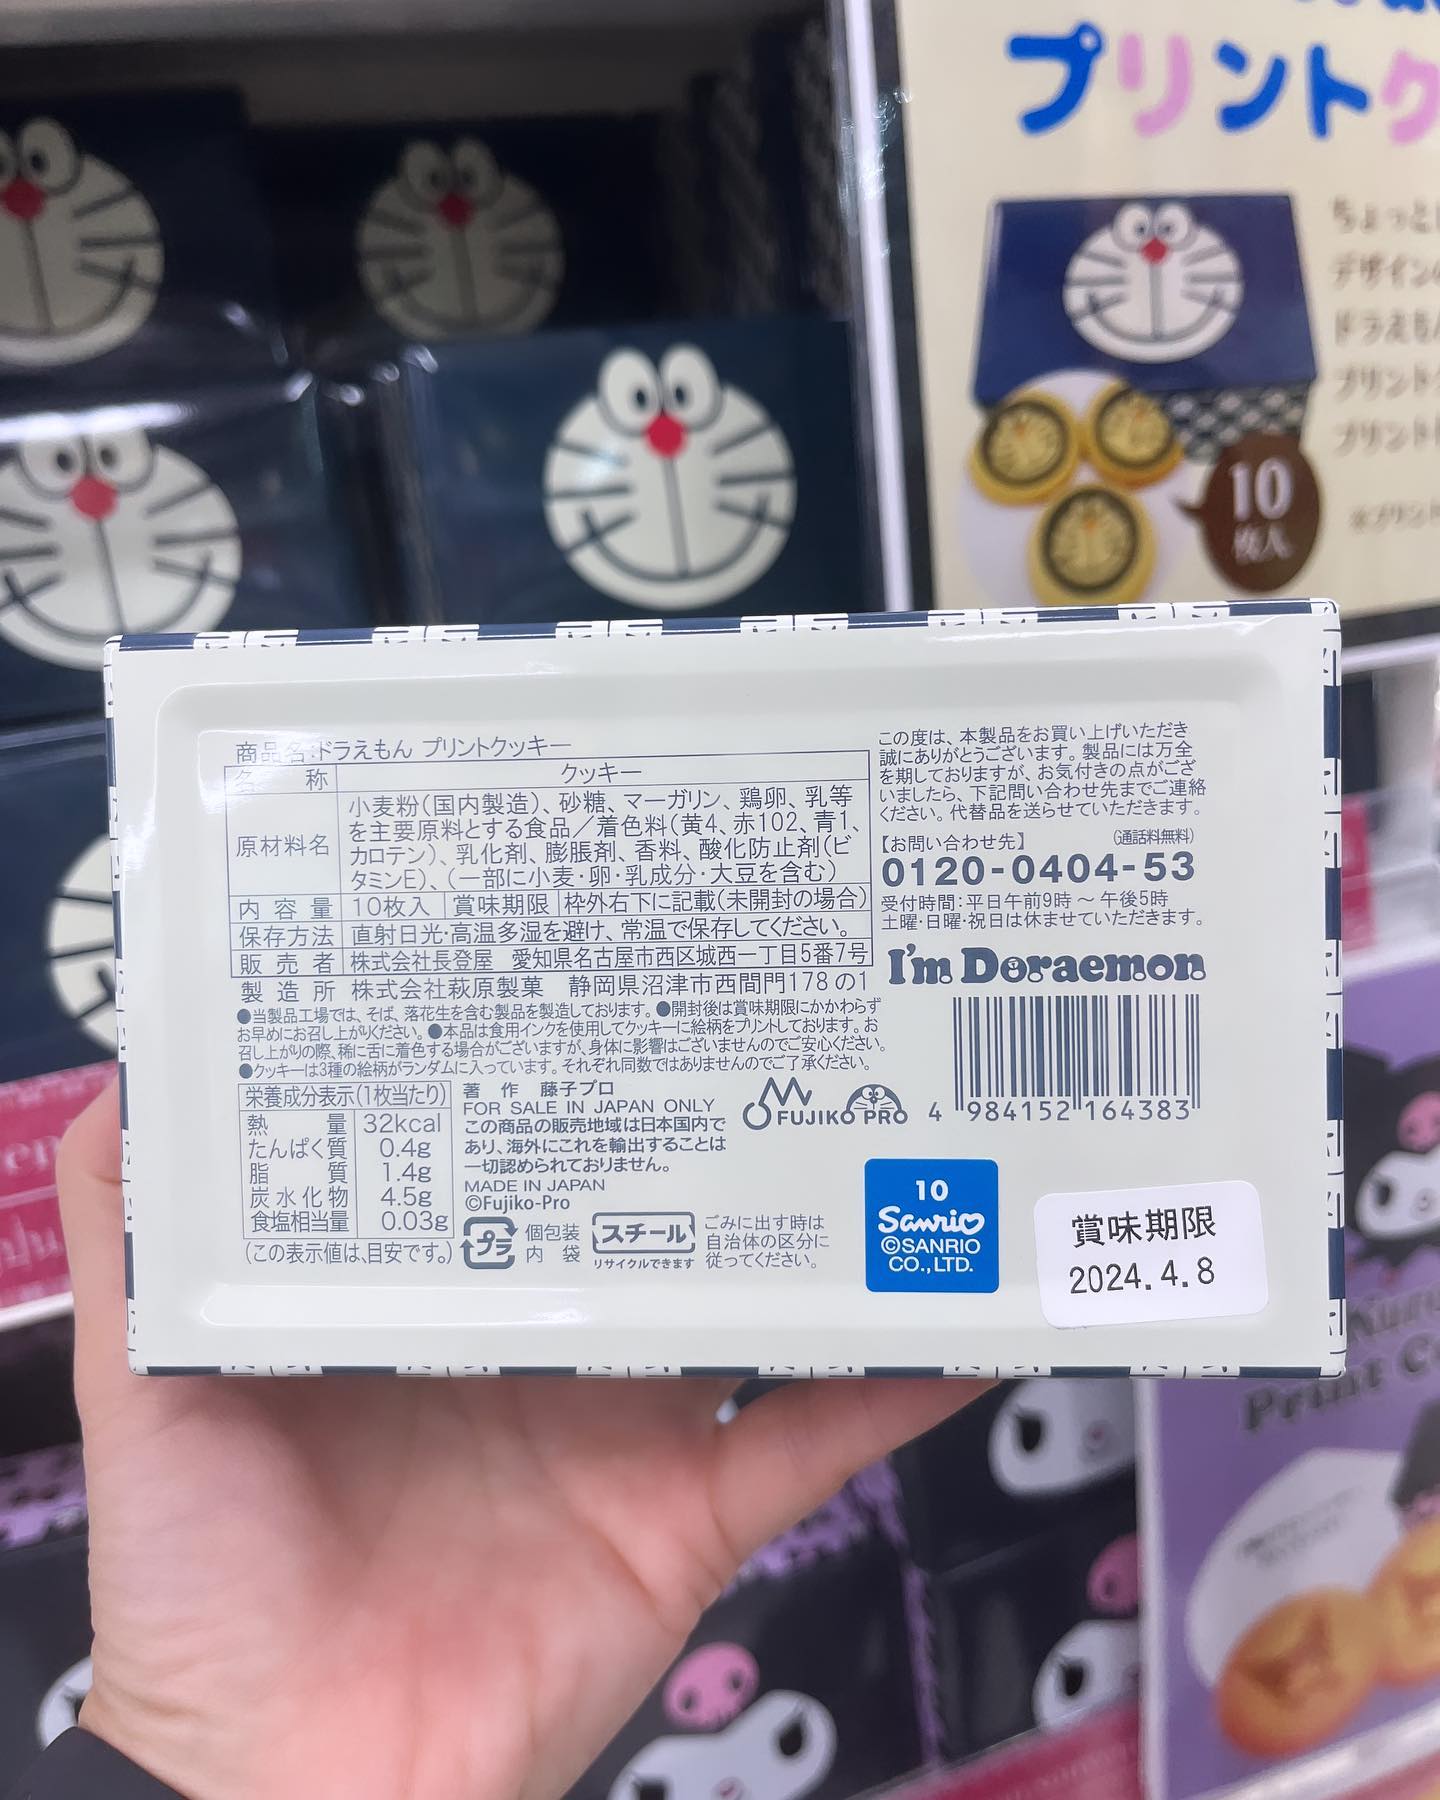 プリントク
ちょっと
デザインの
ドラえもん
プリント
プリント
10
枚入
※プリント
商品名:ドラえもん プリントクッキー
名称 クッキー
原材料名 小麦粉(国内製造)、砂糖、マーガリン、鶏卵、乳等
を主要原料とする食品／着色料(黄4、赤102、青1、
カロテン)、乳化剤、膨脹剤、香料、酸化防止剤(ビ
タミンE)、(一部に小麦・卵・乳成分・大豆を含む)
内容量 10枚入 賞味期限 枠外右下に記載(未開封の場合)
保存方法 直射日光・高温多湿を避け、常温で保存してください。
販売者 株式会社長登屋 愛知県名古屋市西区城西一丁目5番7号
製造所 株式会社萩原製菓 静岡県沼津市西間門178の1
●当製品工場では、そば、落花生を含む製品を製造しております。●開封後は賞味期限にかかわらず
お早めにお召し上がりください。●本品は食用インクを使用してクッキーに絵柄をプリントしております。お
召し上がりの際、稀に舌に着色する場合がございますが、身体に影響はございませんのでご安心ください。
●クッキーは3種の絵柄がランダムに入っています。それぞれ同数ではありませんのでご了承ください。
栄養成分表示(1枚当たり)
熱量 32kcal
たんぱく質 0.4g
脂質 1.4g
炭水化物 4.5g
食塩相当量 0.03g
(この表示値は、目安です。)
著作 藤子プロ
FOR SALE IN JAPAN ONLY
この商品の販売地域は日本国内で
あり、海外にこれを輸出することは
一切認められておりません。
MADE IN JAPAN
©Fujiko-Pro
プラ
個包装
内袋
スチール
リサイクルできます
ごみに出す時は
自治体の区分に
従ってください。
この度は、本製品をお買い上げいただき
誠にありがとうございます。製品には万全
を期しておりますが、お気付きの点がござ
いましたら、下記問い合わせ先までご連絡
ください。代替品を送らせていただきます。
【お問い合わせ先】 (通話料無料)
0120-0404-53
受付時間:平日午前9時～午後5時
土曜・日曜・祝日は休ませていただきます。
I'm Doraemon
FUJIKO PRO
4 984152 164383
10
Sanrio
©SANRIO
CO.,LTD.
賞味期限
2024.4.8
Print